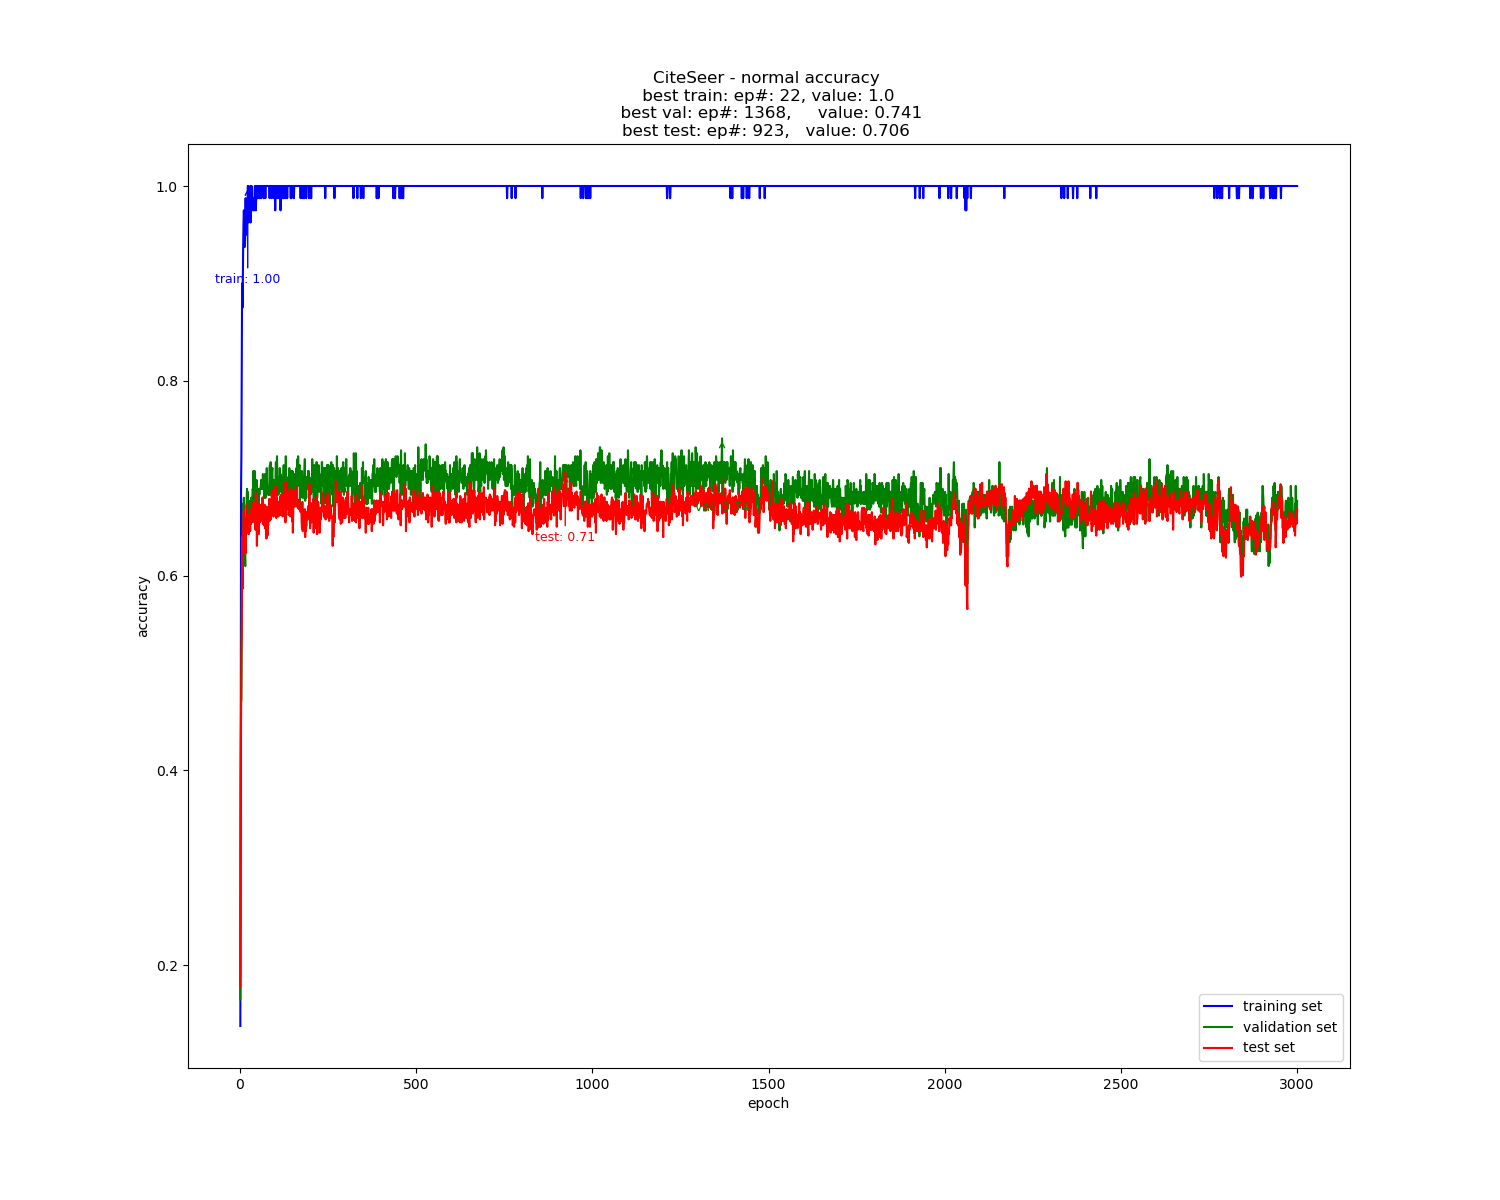 CiteSeer - normal accuracy
best train: ep#: 22, value: 1.0
best val: ep#: 1368,     value: 0.741
best test: ep#: 923,   value: 0.706
1.0
train: 1.00
0.8
test: 0.71
0.6
accuracy
0.4
0.2
training set
validation set
test set
0 500 1000 1500 2000 2500 3000
epoch